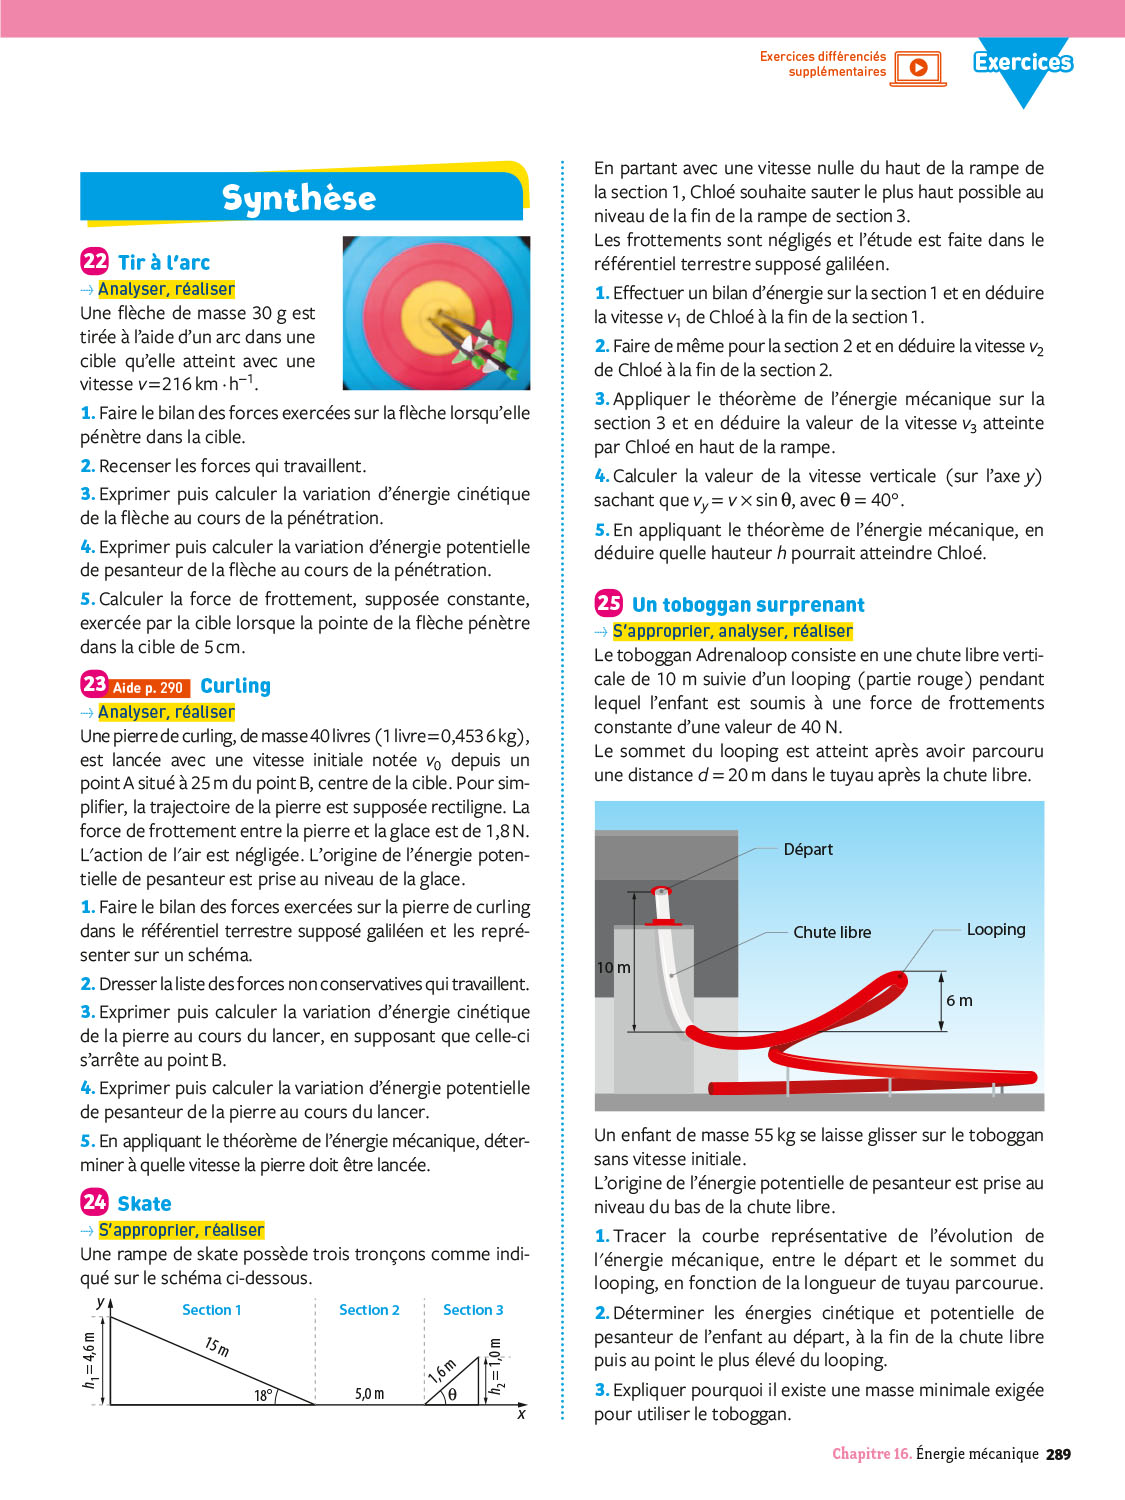 Exercices différenciés
supplémentaires
Exercices
Synthèse
22 Tir à l'arc
→ Analyser, réaliser
Une flèche de masse 30 g est
tirée à l'aide d'un arc dans une
cible qu'elle atteint avec une
vitesse v = 216 km · h⁻¹.
1. Faire le bilan des forces exercées sur la flèche lorsqu'elle
pénètre dans la cible.
2. Recenser les forces qui travaillent.
3. Exprimer puis calculer la variation d'énergie cinétique
de la flèche au cours de la pénétration.
4. Exprimer puis calculer la variation d'énergie potentielle
de pesanteur de la flèche au cours de la pénétration.
5. Calculer la force de frottement, supposée constante,
exercée par la cible lorsque la pointe de la flèche pénètre
dans la cible de 5 cm.
23 Aide p. 290 Curling
→ Analyser, réaliser
Une pierre de curling, de masse 40 livres (1 livre = 0,453 6 kg),
est lancée avec une vitesse initiale notée v₀ depuis un
point A situé à 25 m du point B, centre de la cible. Pour sim-
plifier, la trajectoire de la pierre est supposée rectiligne. La
force de frottement entre la pierre et la glace est de 1,8 N.
L'action de l'air est négligée. L'origine de l'énergie poten-
tielle de pesanteur est prise au niveau de la glace.
1. Faire le bilan des forces exercées sur la pierre de curling
dans le référentiel terrestre supposé galiléen et les repré-
senter sur un schéma.
2. Dresser la liste des forces non conservatives qui travaillent.
3. Exprimer puis calculer la variation d'énergie cinétique
de la pierre au cours du lancer, en supposant que celle-ci
s'arrête au point B.
4. Exprimer puis calculer la variation d'énergie potentielle
de pesanteur de la pierre au cours du lancer.
5. En appliquant le théorème de l'énergie mécanique, déter-
miner à quelle vitesse la pierre doit être lancée.
24 Skate
→ S'approprier, réaliser
Une rampe de skate possède trois tronçons comme indi-
qué sur le schéma ci-dessous.
y
Section 1
Section 2
Section 3
h₁ = 4,6 m
15 m
18°
5,0 m
1,6 m
θ
h₂ = 1,0 m
x
En partant avec une vitesse nulle du haut de la rampe de
la section 1, Chloé souhaite sauter le plus haut possible au
niveau de la fin de la rampe de section 3.
Les frottements sont négligés et l'étude est faite dans le
référentiel terrestre supposé galiléen.
1. Effectuer un bilan d'énergie sur la section 1 et en déduire
la vitesse v₁ de Chloé à la fin de la section 1.
2. Faire de même pour la section 2 et en déduire la vitesse v₂
de Chloé à la fin de la section 2.
3. Appliquer le théorème de l'énergie mécanique sur la
section 3 et en déduire la valeur de la vitesse v₃ atteinte
par Chloé en haut de la rampe.
4. Calculer la valeur de la vitesse verticale (sur l'axe y)
sachant que vy = v × sin θ, avec θ = 40°.
5. En appliquant le théorème de l'énergie mécanique, en
déduire quelle hauteur h pourrait atteindre Chloé.
25 Un toboggan surprenant
→ S'approprier, analyser, réaliser
Le toboggan Adrenaloop consiste en une chute libre verti-
cale de 10 m suivie d'un looping (partie rouge) pendant
lequel l'enfant est soumis à une force de frottements
constante d'une valeur de 40 N.
Le sommet du looping est atteint après avoir parcouru
une distance d = 20 m dans le tuyau après la chute libre.
Départ
Chute libre
Looping
10 m
6 m
Un enfant de masse 55 kg se laisse glisser sur le toboggan
sans vitesse initiale.
L'origine de l'énergie potentielle de pesanteur est prise au
niveau du bas de la chute libre.
1. Tracer la courbe représentative de l'évolution de
l'énergie mécanique, entre le départ et le sommet du
looping, en fonction de la longueur de tuyau parcourue.
2. Déterminer les énergies cinétique et potentielle de
pesanteur de l'enfant au départ, à la fin de la chute libre
puis au point le plus élevé du looping.
3. Expliquer pourquoi il existe une masse minimale exigée
pour utiliser le toboggan.
Chapitre 16. Énergie mécanique 289